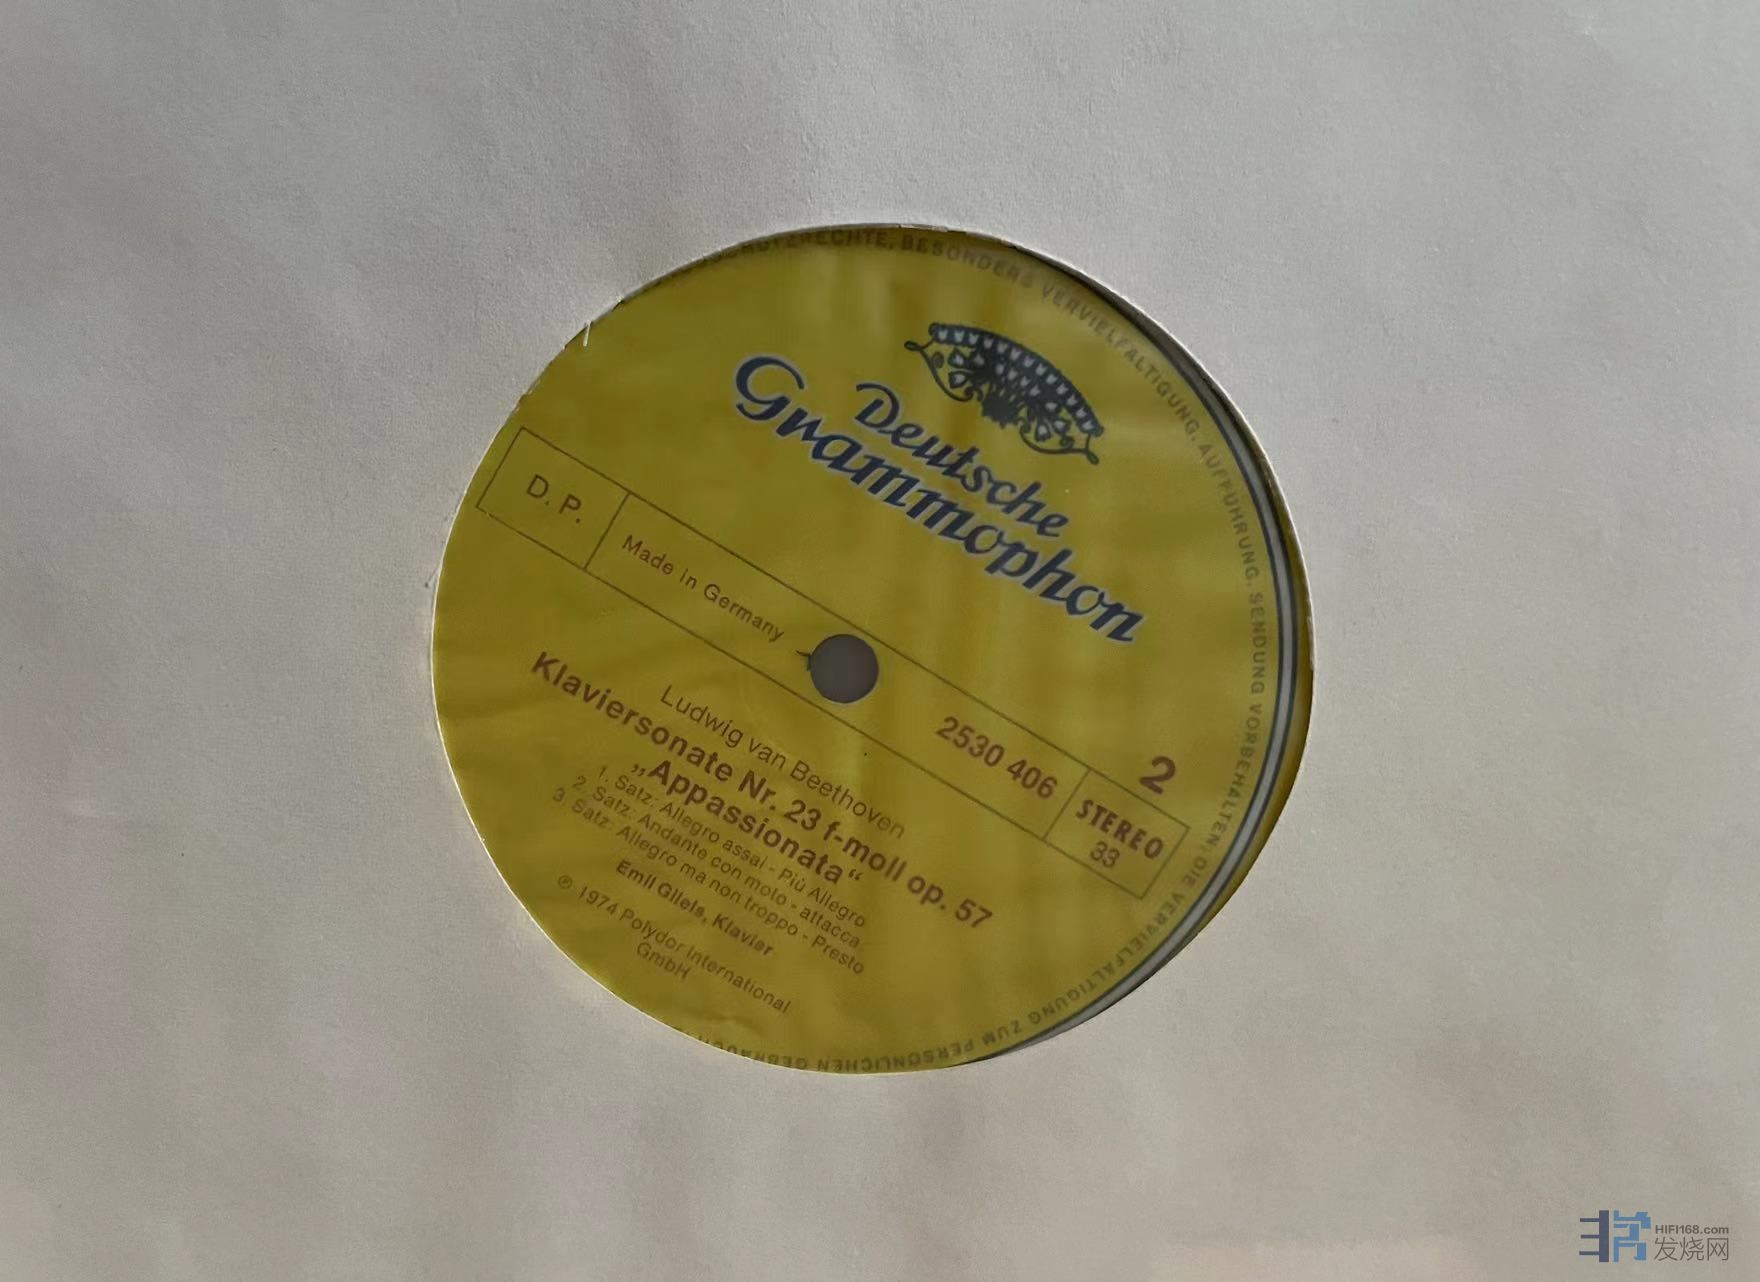 Deutsche
Grammophon
D. P.
Made in Germany
2530 406
2
STEREO
33
Ludwig van Beethoven
Klaviersonate Nr. 23 f-moll op. 57
„Appassionata“
1. Satz: Allegro assai - Più Allegro
2. Satz: Andante con moto - attacca
3. Satz: Allegro ma non troppo - Presto
Emil Gilels, Klavier
℗ 1974 Polydor International
GmbH
BESONDERS VERVIELFÄLTIGUNG, AUFFÜHRUNG, SENDUNG VORBEHALTEN! DIE VERVIELFÄLTIGUNG ZUM PERSÖNLICHEN
HIFI168.com
发烧网